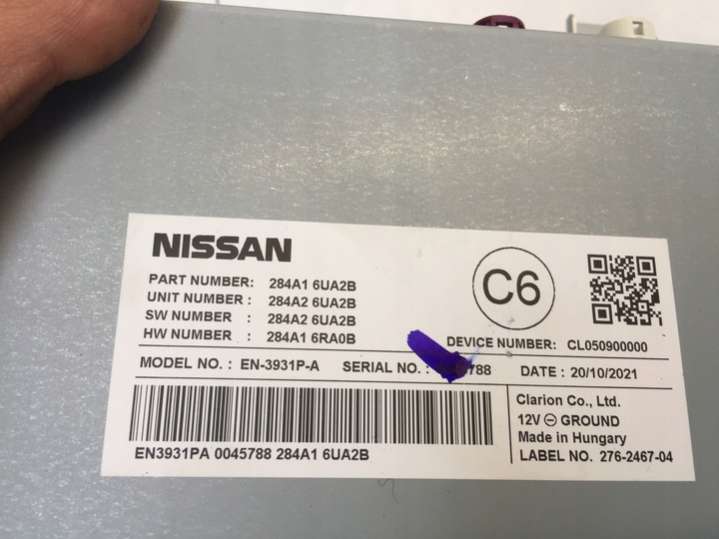 NISSAN
PART NUMBER: 284A1 6UA2B
UNIT NUMBER : 284A2 6UA2B
SW NUMBER : 284A2 6UA2B
HW NUMBER : 284A1 6RA0B
C6
DEVICE NUMBER: CL050900000
MODEL NO. : EN-3931P-A SERIAL NO. : 788 DATE : 20/10/2021
EN3931PA 0045788 284A1 6UA2B
Clarion Co., Ltd.
12V ⊖ GROUND
Made in Hungary
LABEL NO. 276-2467-04